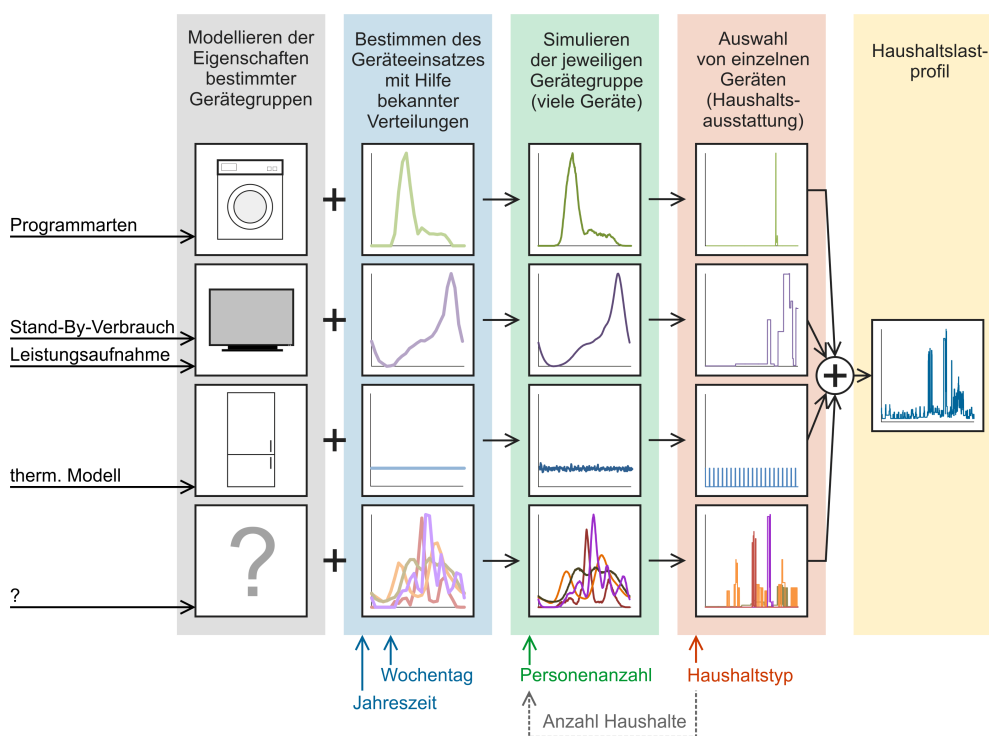 Modellieren der
Eigenschaften
bestimmter
Gerätegruppen
Bestimmen des
Geräteeinsatzes
mit Hilfe
bekannter
Verteilungen
Simulieren
der jeweiligen
Gerätegruppe
(viele Geräte)
Auswahl
von einzelnen
Geräten
(Haushalts-
ausstattung)
Haushaltslast-
profil
Programmarten
+
Stand-By-Verbrauch
Leistungsaufnahme
+
+
therm. Modell
+
?
?
+
Wochentag
Jahreszeit
Personenanzahl
Haushaltstyp
Anzahl Haushalte